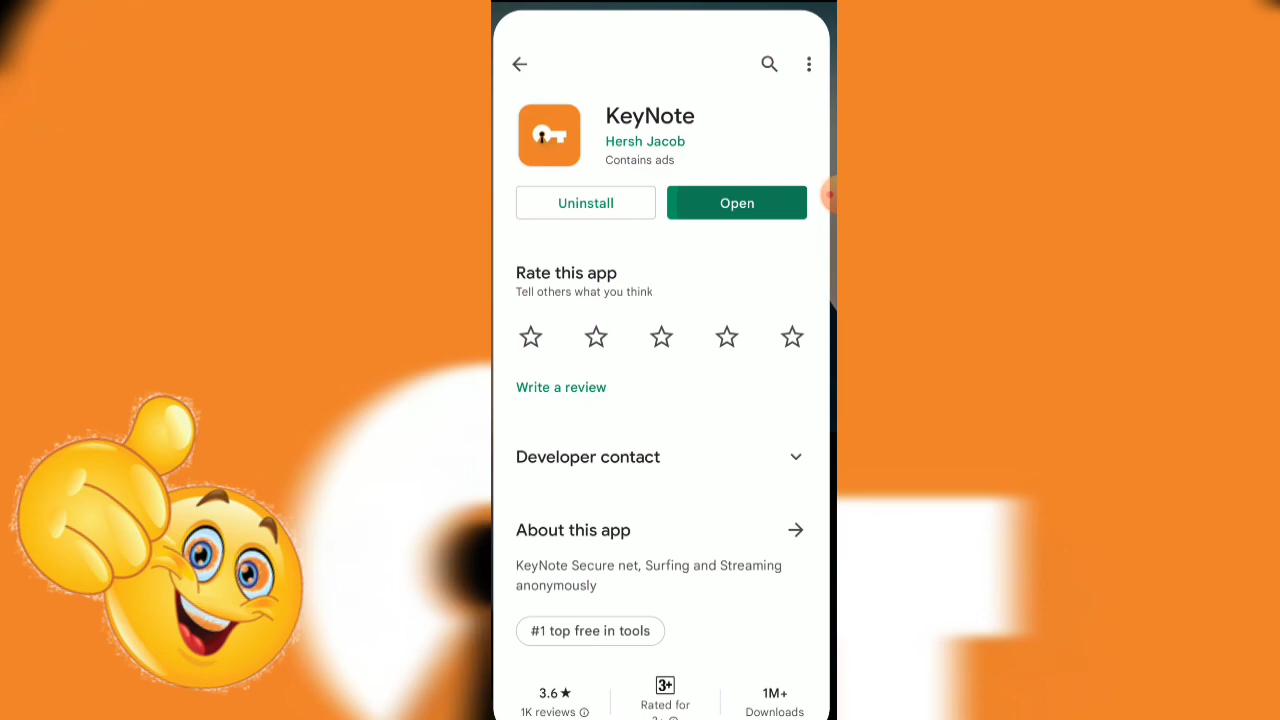 KeyNote
Hersh Jacob
Contains ads
Uninstall
Open
Rate this app
Tell others what you think
Write a review
Developer contact
About this app
KeyNote Secure net, Surfing and Streaming
anonymously
#1 top free in tools
3.6★
1K reviews
3+
Rated for
1M+
Downloads